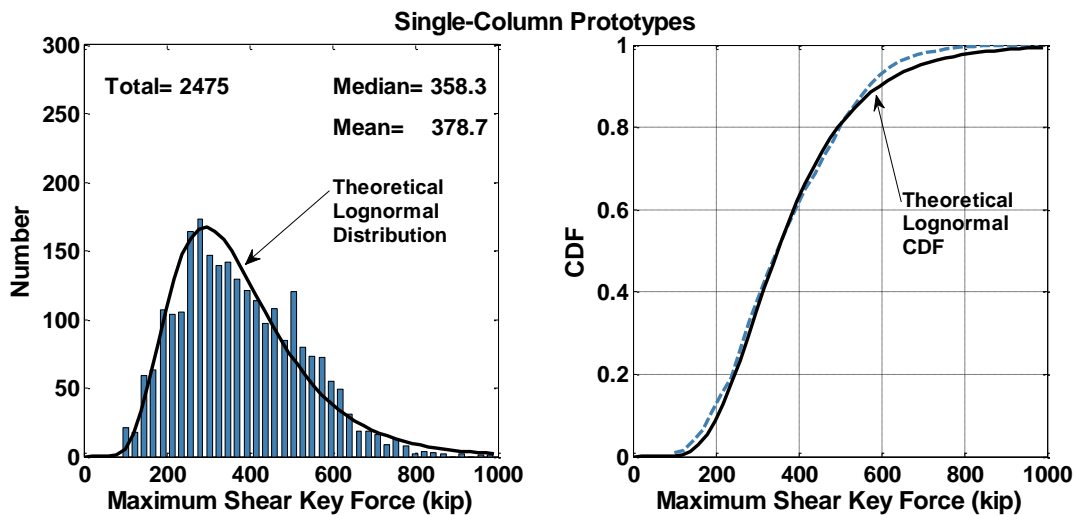 Single-Column Prototypes
300
250
200
150
100
50
0
Number
Total= 2475
Median= 358.3
Mean= 378.7
Theoretical
Lognormal
Distribution
0 200 400 600 800 1000
Maximum Shear Key Force (kip)
1
0.8
0.6
0.4
0.2
0
CDF
Theoretical
Lognormal
CDF
0 200 400 600 800 1000
Maximum Shear Key Force (kip)